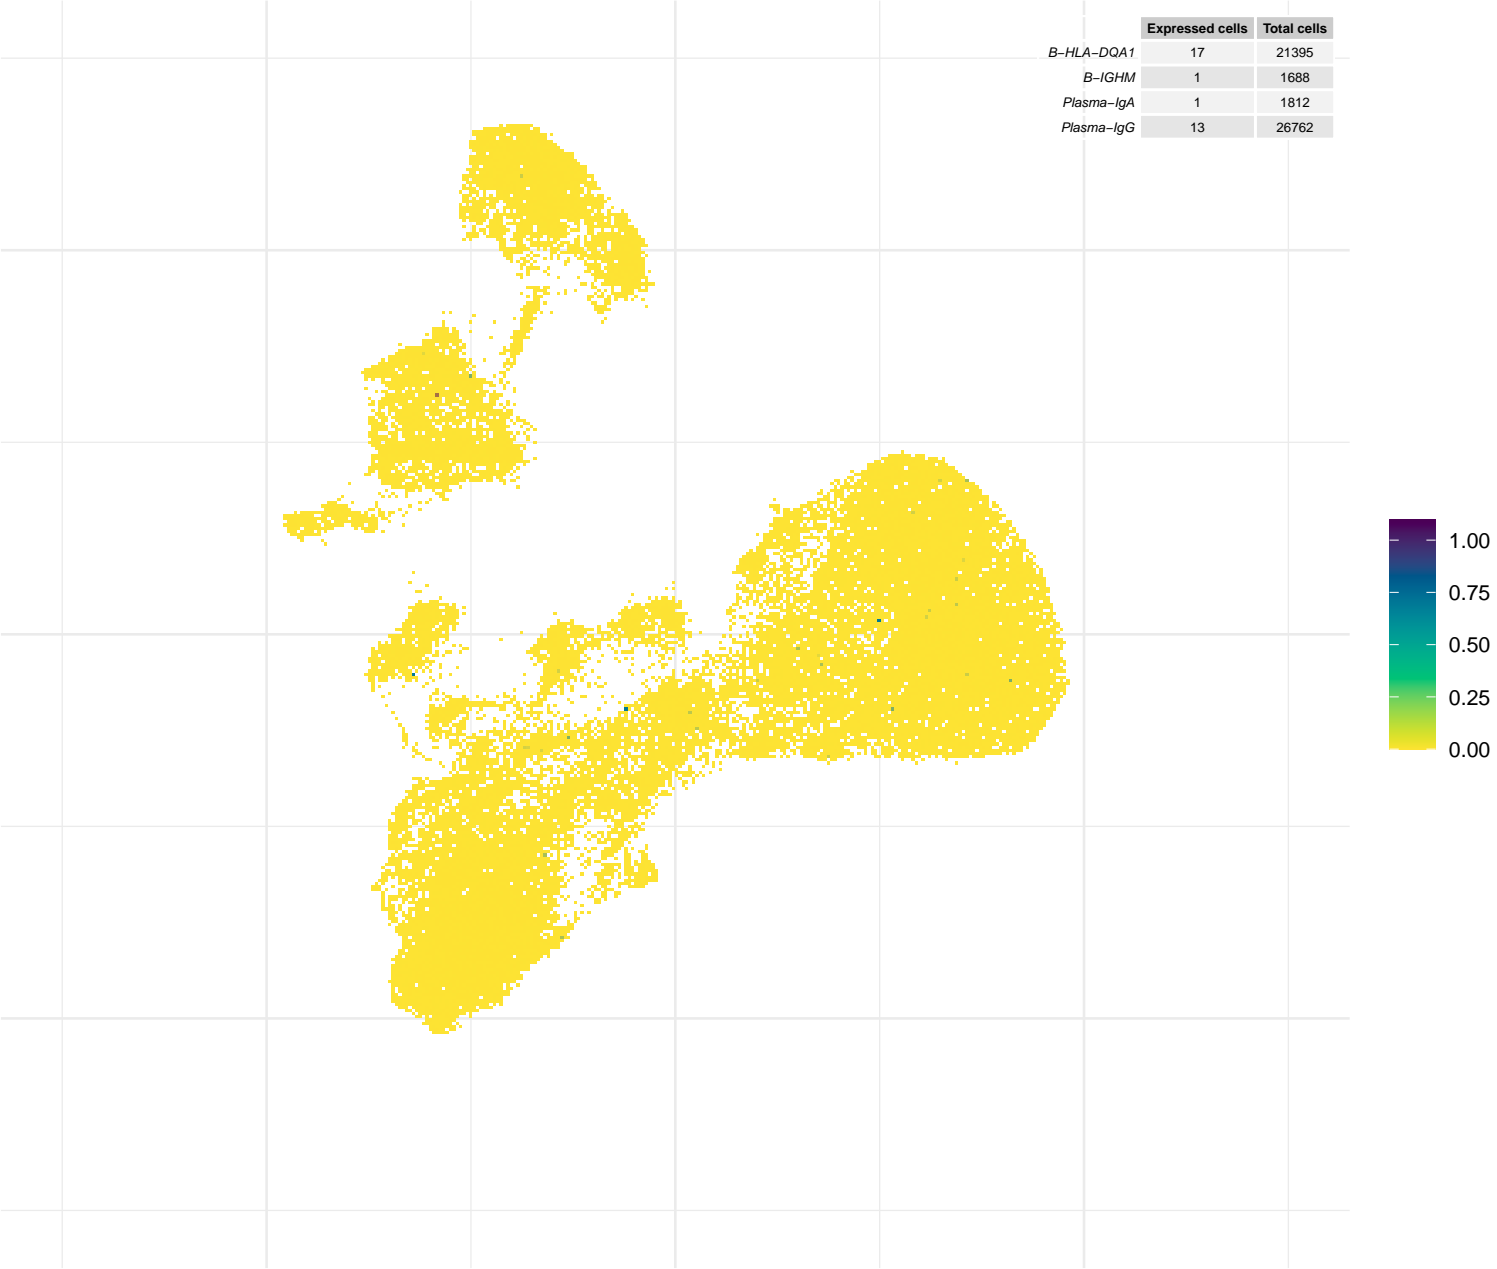 Expressed cells Total cells
B−HLA−DQA1 17 21395
B−IGHM 1 1688
Plasma−IgA 1 1812
Plasma−IgG 13 26762
1.00
0.75
0.50
0.25
0.00